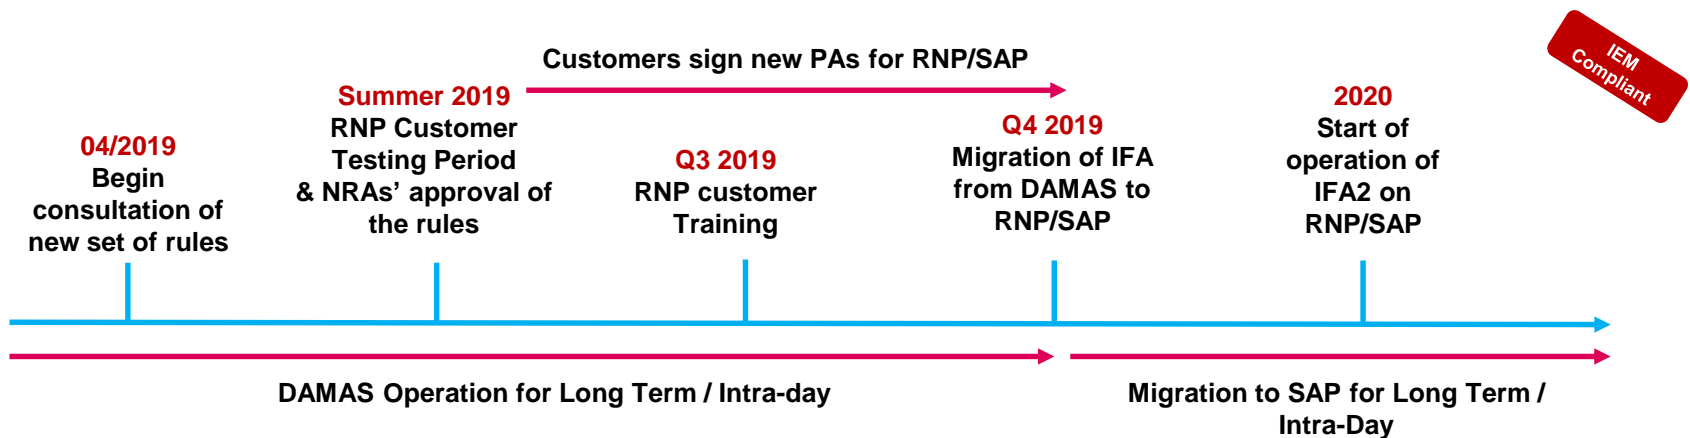 IEM
Compliant
Customers sign new PAs for RNP/SAP
04/2019
Begin
consultation of
new set of rules
Summer 2019
RNP Customer
Testing Period
& NRAs’ approval of
the rules
Q3 2019
RNP customer
Training
Q4 2019
Migration of IFA
from DAMAS to
RNP/SAP
2020
Start of
operation of
IFA2 on
RNP/SAP
DAMAS Operation for Long Term / Intra-day
Migration to SAP for Long Term /
Intra-Day